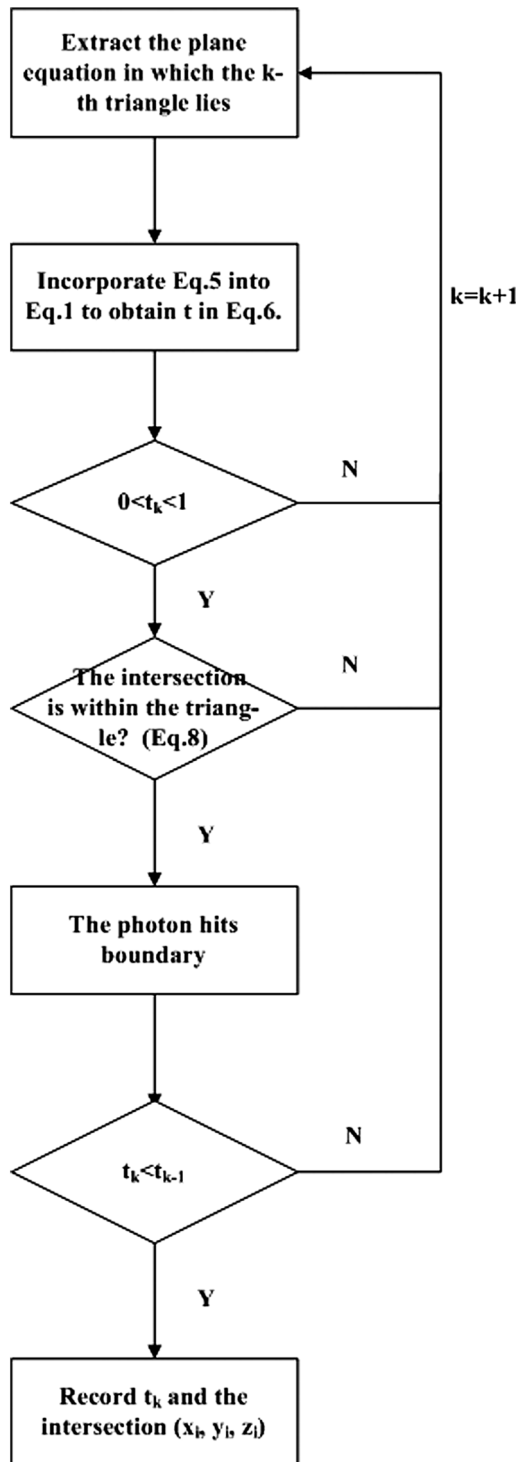 Extract the plane
equation in which the k-
th triangle lies
Incorporate Eq.5 into
Eq.1 to obtain t in Eq.6.
k=k+1
0<tₖ<1
N
Y
The intersection
is within the triang-
le? (Eq.8)
N
Y
The photon hits
boundary
tₖ<tₖ₋₁
N
Y
Record tₖ and the
intersection (xᵢ, yᵢ, zᵢ)